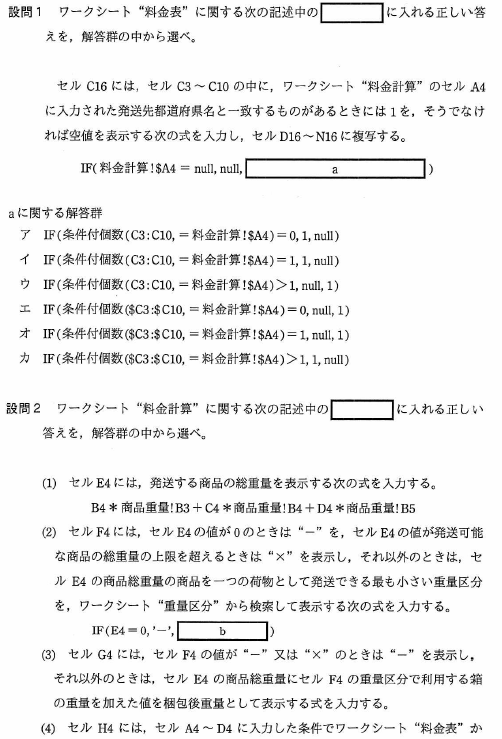 設問1 ワークシート“料金表”に関する次の記述中の に入れる正しい答
えを，解答群の中から選べ。
セル C16 には，セル C3～C10 の中に，ワークシート“料金計算”のセル A4
に入力された発送先都道府県名と一致するものがあるときには 1 を，そうでなけ
れば空値を表示する次の式を入力し，セル D16～N16 に複写する。
IF(料金計算!$A4 = null, null, a )
a に関する解答群
ア IF(条件付個数(C3:C10, = 料金計算!$A4) = 0, 1, null)
イ IF(条件付個数(C3:C10, = 料金計算!$A4) = 1, 1, null)
ウ IF(条件付個数(C3:C10, = 料金計算!$A4) > 1, null, 1)
エ IF(条件付個数($C3:$C10, = 料金計算!$A4) = 0, null, 1)
オ IF(条件付個数($C3:$C10, = 料金計算!$A4) = 1, null, 1)
カ IF(条件付個数($C3:$C10, = 料金計算!$A4) > 1, 1, null)
設問2 ワークシート“料金計算”に関する次の記述中の に入れる正しい
答えを，解答群の中から選べ。
(1) セル E4 には，発送する商品の総重量を表示する次の式を入力する。
B4 * 商品重量!B3 + C4 * 商品重量!B4 + D4 * 商品重量!B5
(2) セル F4 には，セル E4 の値が 0 のときは“－”を，セル E4 の値が発送可能
な商品の総重量の上限を超えるときは“×”を表示し，それ以外のときは，セ
ル E4 の商品総重量の商品を一つの荷物として発送できる最も小さい重量区分
を，ワークシート“重量区分”から検索して表示する次の式を入力する。
IF(E4 = 0, '－', b )
(3) セル G4 には，セル F4 の値が“－”又は“×”のときは“－”を表示し，
それ以外のときは，セル E4 の商品総重量にセル F4 の重量区分で利用する箱
の重量を加えた値を梱包後重量として表示する式を入力する。
(4) セル H4 には，セル A4～D4 に入力した条件でワークシート“料金表”か